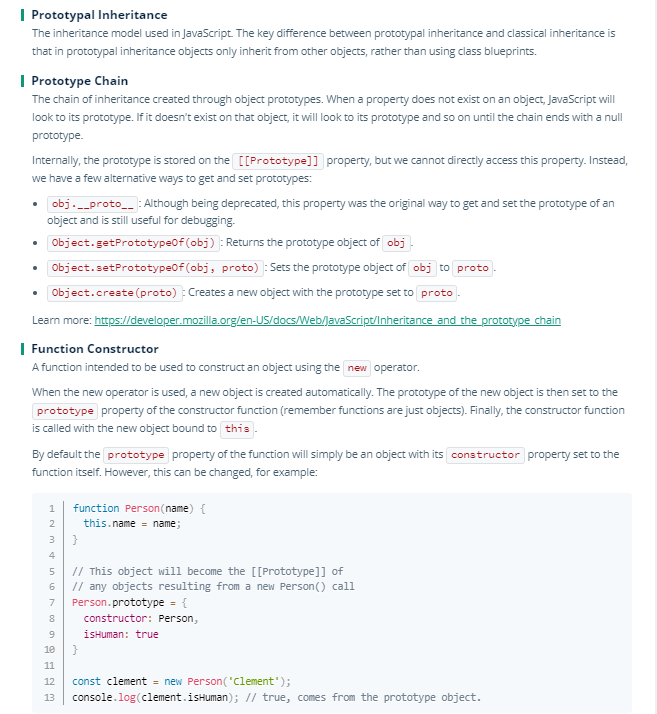 Prototypal Inheritance
The inheritance model used in JavaScript. The key difference between prototypal inheritance and classical inheritance is
that in prototypal inheritance objects only inherit from other objects, rather than using class blueprints.
Prototype Chain
The chain of inheritance created through object prototypes. When a property does not exist on an object, JavaScript will
look to its prototype. If it doesn't exist on that object, it will look to its prototype and so on until the chain ends with a null
prototype.
Internally, the prototype is stored on the [[Prototype]] property, but we cannot directly access this property. Instead,
we have a few alternative ways to get and set prototypes:
• obj.__proto__ : Although being deprecated, this property was the original way to get and set the prototype of an
object and is still useful for debugging.
• Object.getPrototypeOf(obj) : Returns the prototype object of obj .
• Object.setPrototypeOf(obj, proto) : Sets the prototype object of obj to proto .
• Object.create(proto) : Creates a new object with the prototype set to proto .
Learn more: https://developer.mozilla.org/en-US/docs/Web/JavaScript/Inheritance_and_the_prototype_chain
Function Constructor
A function intended to be used to construct an object using the new operator.
When the new operator is used, a new object is created automatically. The prototype of the new object is then set to the
prototype property of the constructor function (remember functions are just objects). Finally, the constructor function
is called with the new object bound to this .
By default the prototype property of the function will simply be an object with its constructor property set to the
function itself. However, this can be changed, for example:
1 function Person(name) {
2   this.name = name;
3 }
4
5 // This object will become the [[Prototype]] of
6 // any objects resulting from a new Person() call
7 Person.prototype = {
8   constructor: Person,
9   isHuman: true
10 }
11
12 const clement = new Person('Clement');
13 console.log(clement.isHuman); // true, comes from the prototype object.